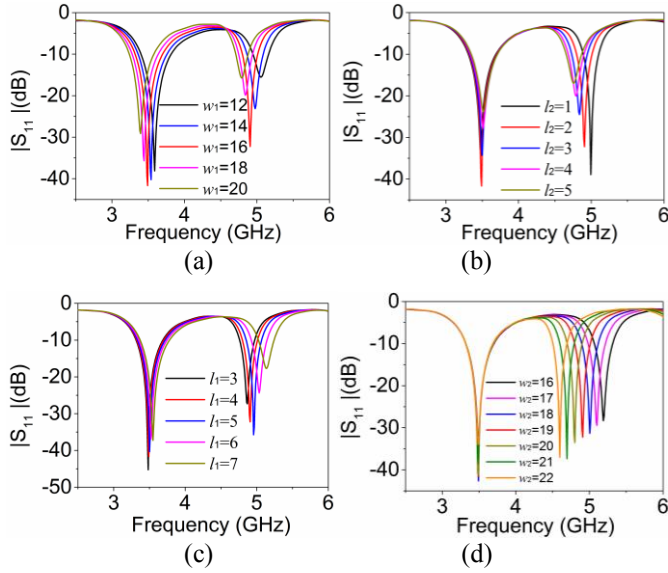 0
-10
-20
-30
-40
|S₁₁|(dB)
w₁=12
w₁=14
w₁=16
w₁=18
w₁=20
3 4 5 6
Frequency (GHz)
(a)
0
-10
-20
-30
-40
|S₁₁|(dB)
l₂=1
l₂=2
l₂=3
l₂=4
l₂=5
3 4 5 6
Frequency (GHz)
(b)
0
-10
-20
-30
-40
-50
|S₁₁|(dB)
l₁=3
l₁=4
l₁=5
l₁=6
l₁=7
3 4 5 6
Frequency (GHz)
(c)
0
-10
-20
-30
-40
|S₁₁|(dB)
w₂=16
w₂=17
w₂=18
w₂=19
w₂=20
w₂=21
w₂=22
3 4 5 6
Frequency (GHz)
(d)